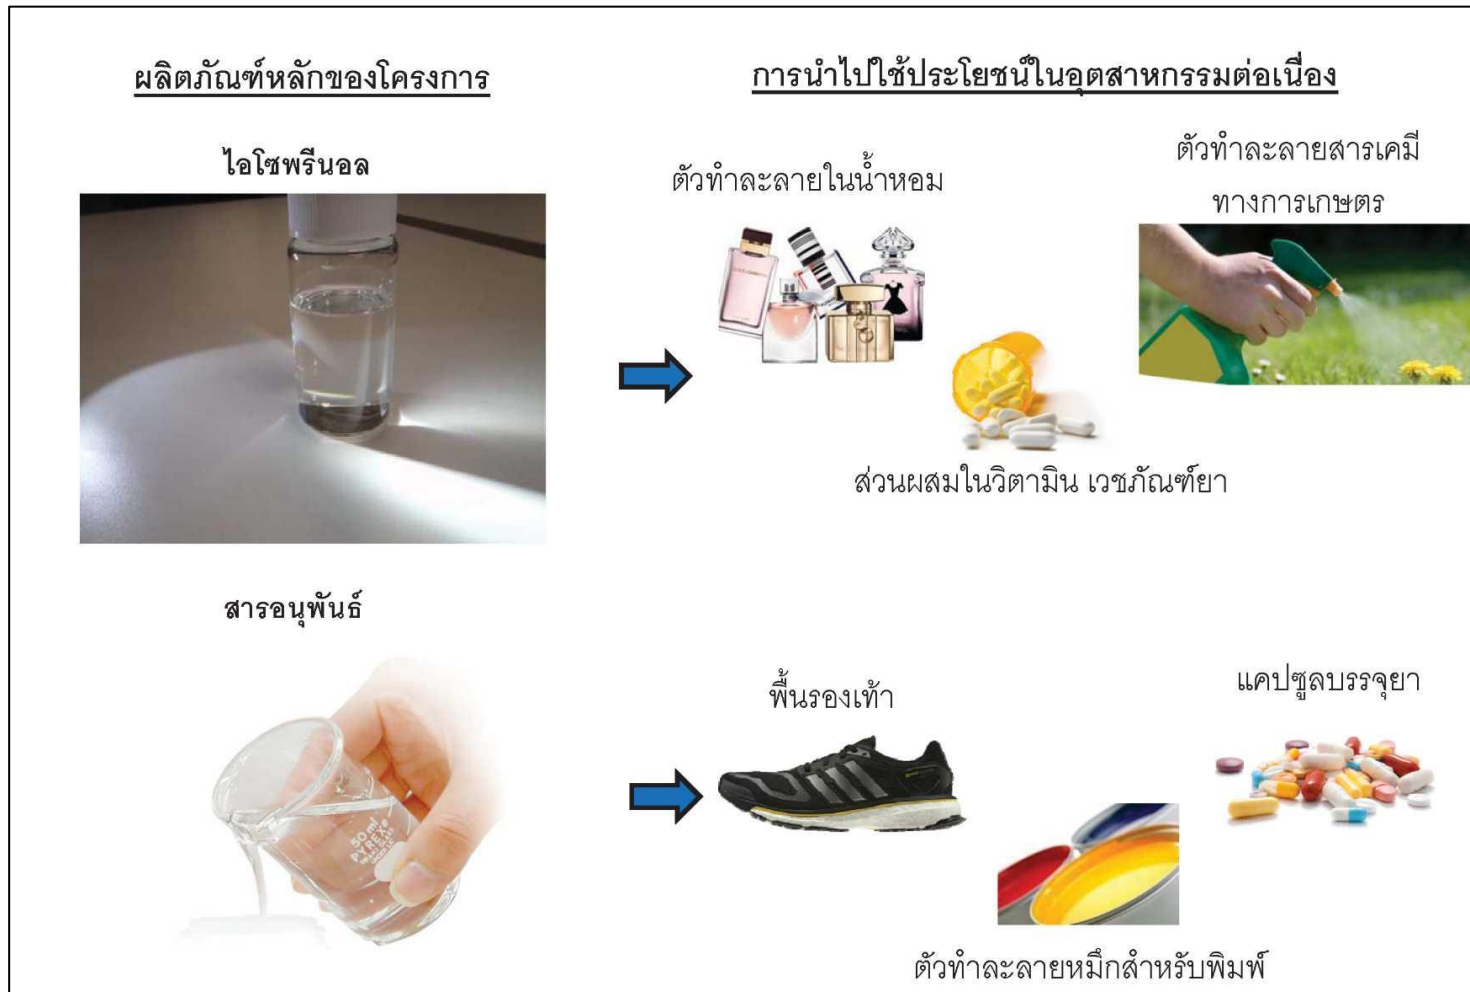 ผลิตภัณฑ์หลักของโครงการ
การนำไปใช้ประโยชน์ในอุตสาหกรรมต่อเนื่อง
ไอโซพรีนอล
ตัวทำละลายในน้ำหอม
ตัวทำละลายสารเคมี
ทางการเกษตร
ส่วนผสมในวิตามิน เวชภัณฑ์ยา
สารอนุพันธ์
50 ml
PYREX®
พื้นรองเท้า
แคปซูลบรรจุยา
ตัวทำละลายหมึกสำหรับพิมพ์